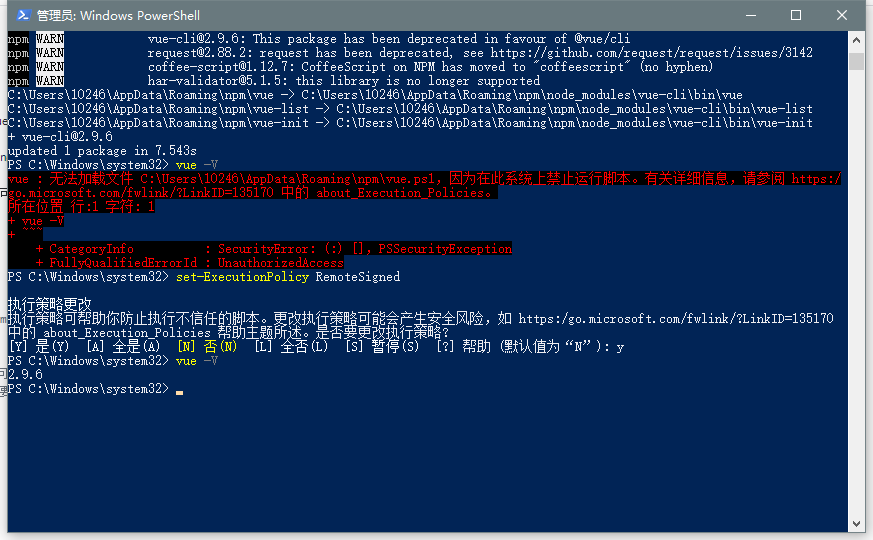 管理员: Windows PowerShell
npm WARN vue-cli@2.9.6: This package has been deprecated in favour of @vue/cli
npm WARN request@2.88.2: request has been deprecated, see https://github.com/request/request/issues/3142
npm WARN coffee-script@1.12.7: CoffeeScript on NPM has moved to "coffeescript" (no hyphen)
npm WARN har-validator@5.1.5: this library is no longer supported
C:\Users\10246\AppData\Roaming\npm\vue -> C:\Users\10246\AppData\Roaming\npm\node_modules\vue-cli\bin\vue
C:\Users\10246\AppData\Roaming\npm\vue-list -> C:\Users\10246\AppData\Roaming\npm\node_modules\vue-cli\bin\vue-list
C:\Users\10246\AppData\Roaming\npm\vue-init -> C:\Users\10246\AppData\Roaming\npm\node_modules\vue-cli\bin\vue-init
+ vue-cli@2.9.6
updated 1 package in 7.543s
PS C:\Windows\system32> vue -V
vue : 无法加载文件 C:\Users\10246\AppData\Roaming\npm\vue.ps1，因为在此系统上禁止运行脚本。有关详细信息，请参阅 https:/
go.microsoft.com/fwlink/?LinkID=135170 中的 about_Execution_Policies。
所在位置 行:1 字符: 1
+ vue -V
+ ~~~
+ CategoryInfo : SecurityError: (:) []，PSSecurityException
+ FullyQualifiedErrorId : UnauthorizedAccess
PS C:\Windows\system32> set-ExecutionPolicy RemoteSigned
执行策略更改
执行策略可帮助你防止执行不信任的脚本。更改执行策略可能会产生安全风险，如 https:/go.microsoft.com/fwlink/?LinkID=135170
中的 about_Execution_Policies 帮助主题所述。是否要更改执行策略?
[Y] 是(Y) [A] 全是(A) [N] 否(N) [L] 全否(L) [S] 暂停(S) [?] 帮助 (默认值为“N”): y
PS C:\Windows\system32> vue -V
2.9.6
PS C:\Windows\system32>